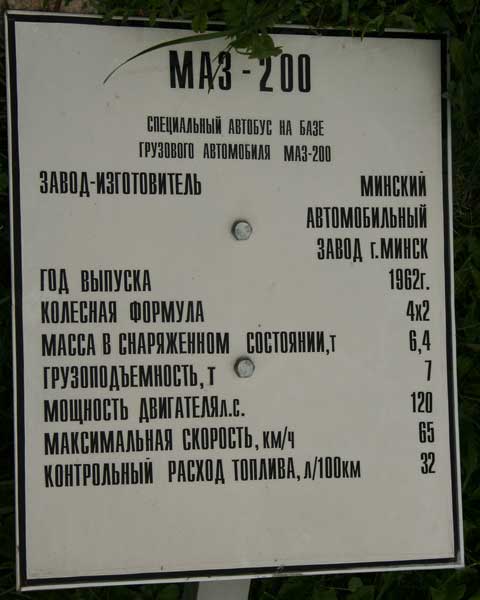 МАЗ-200
СПЕЦИАЛЬНЫЙ АВТОБУС НА БАЗЕ
ГРУЗОВОГО АВТОМОБИЛЯ МАЗ-200
ЗАВОД-ИЗГОТОВИТЕЛЬ МИНСКИЙ
АВТОМОБИЛЬНЫЙ
ЗАВОД г.МИНСК
ГОД ВЫПУСКА 1962г.
КОЛЕСНАЯ ФОРМУЛА 4х2
МАССА В СНАРЯЖЕННОМ СОСТОЯНИИ,т 6,4
ГРУЗОПОДЪЕМНОСТЬ,т 7
МОЩНОСТЬ ДВИГАТЕЛЯл.с. 120
МАКСИМАЛЬНАЯ СКОРОСТЬ,км/ч 65
КОНТРОЛЬНЫЙ РАСХОД ТОПЛИВА,л/100км 32